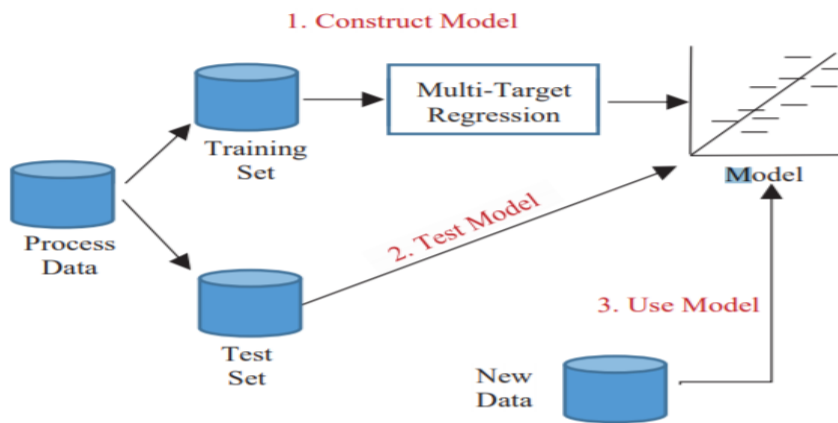 1. Construct Model
Multi-Target
Regression
Training
Set
Model
Process
Data
2. Test Model
3. Use Model
Test
Set
New
Data